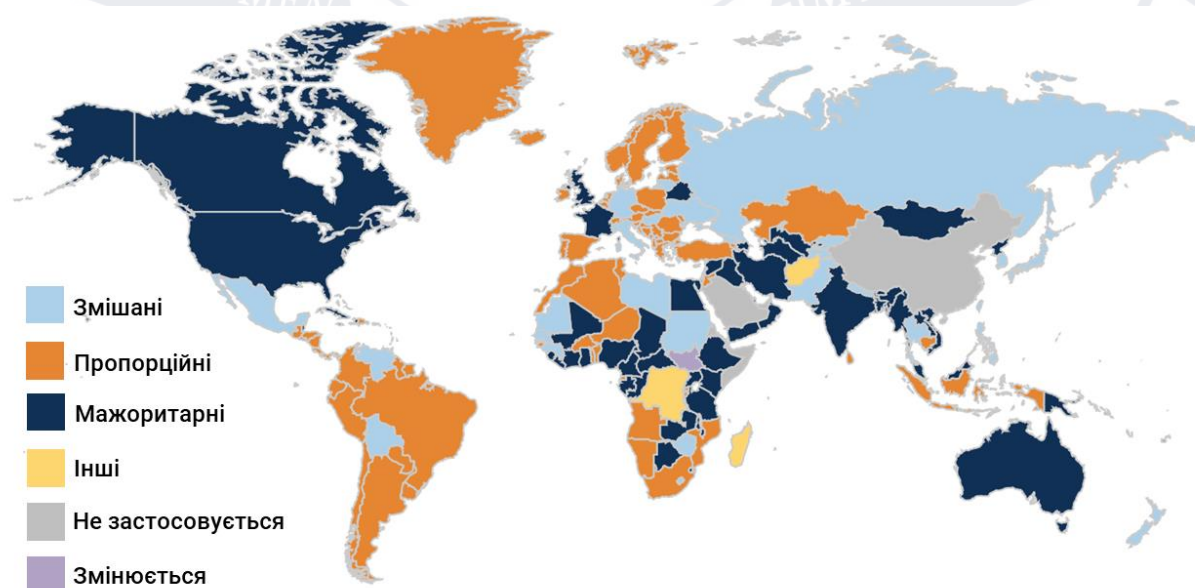 Змішані
Пропорційні
Мажоритарні
Інші
Не застосовується
Змінюється